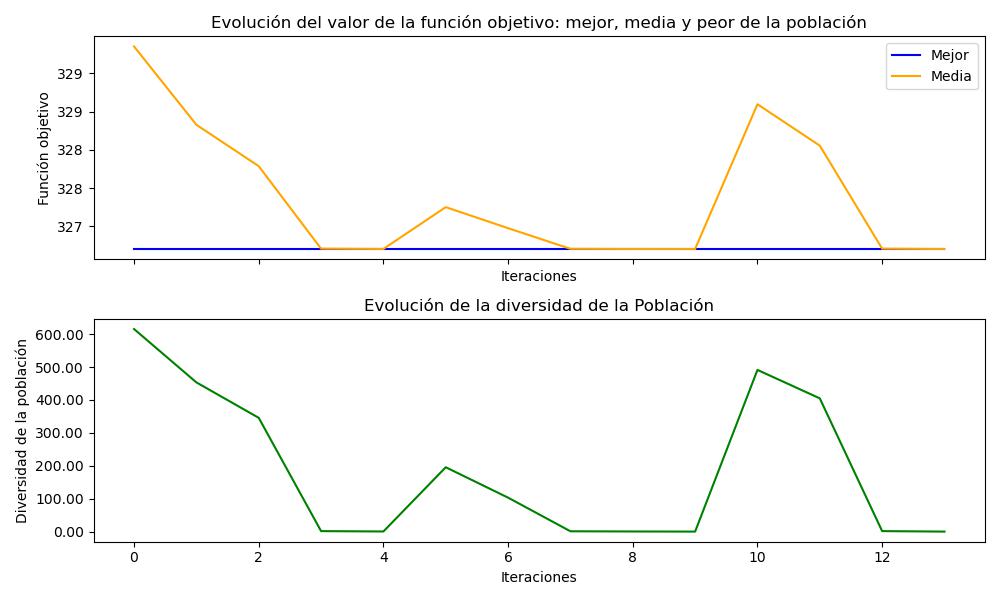 Evolución del valor de la función objetivo: mejor, media y peor de la población
Función objetivo
329
329
328
328
327
Mejor
Media
Iteraciones
Evolución de la diversidad de la Población
Diversidad de la población
600.00
500.00
400.00
300.00
200.00
100.00
0.00
0 2 4 6 8 10 12
Iteraciones